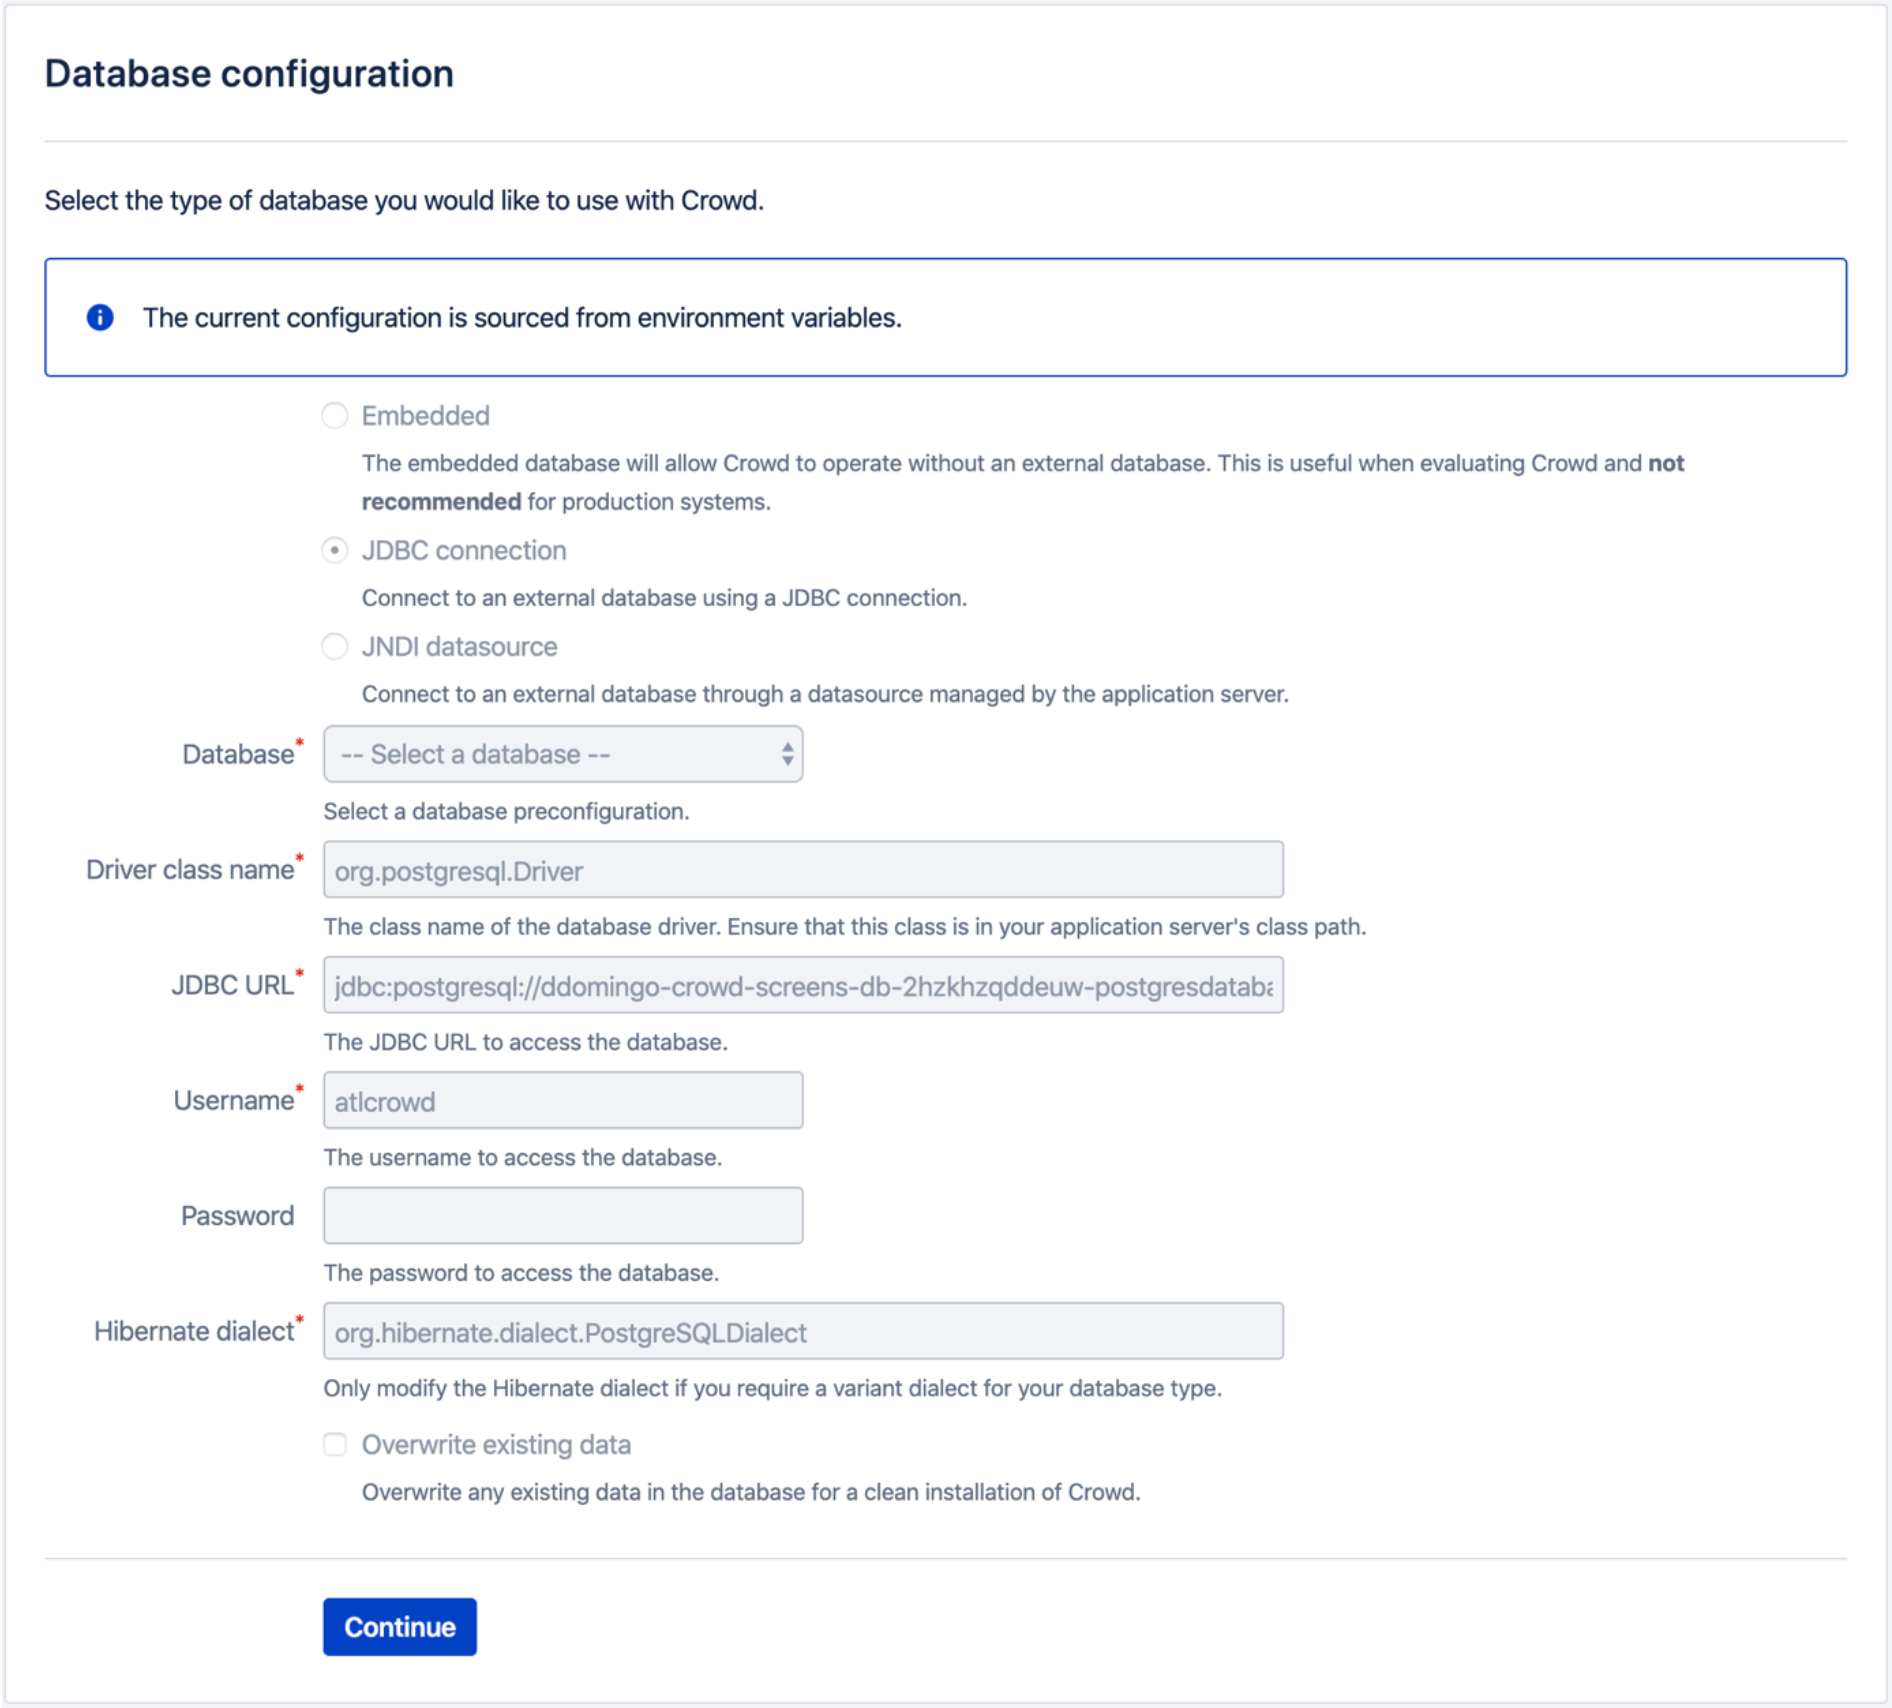 Database configuration
Select the type of database you would like to use with Crowd.
The current configuration is sourced from environment variables.
Embedded
The embedded database will allow Crowd to operate without an external database. This is useful when evaluating Crowd and not
recommended for production systems.
JDBC connection
Connect to an external database using a JDBC connection.
JNDI datasource
Connect to an external database through a datasource managed by the application server.
Database* -- Select a database --
Select a database preconfiguration.
Driver class name* org.postgresql.Driver
The class name of the database driver. Ensure that this class is in your application server's class path.
JDBC URL* jdbc:postgresql://ddomingo-crowd-screens-db-2hzkhzqddeuw-postgresdataba
The JDBC URL to access the database.
Username* atlcrowd
The username to access the database.
Password
The password to access the database.
Hibernate dialect* org.hibernate.dialect.PostgreSQLDialect
Only modify the Hibernate dialect if you require a variant dialect for your database type.
Overwrite existing data
Overwrite any existing data in the database for a clean installation of Crowd.
Continue